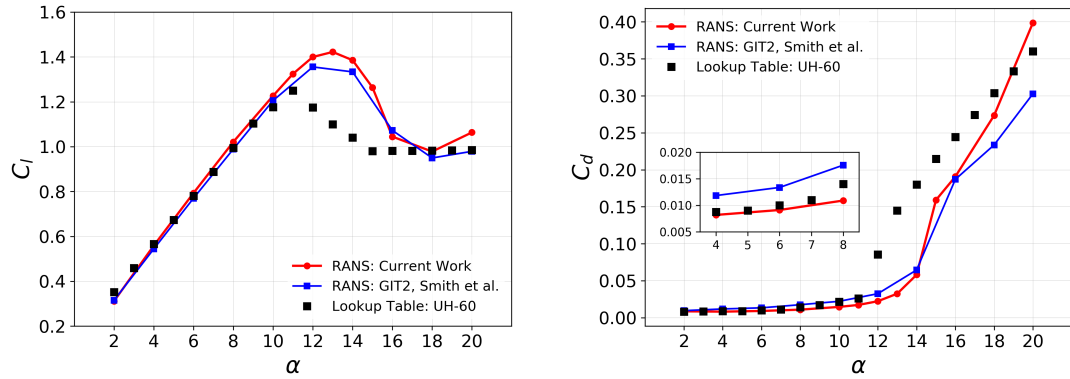 1.6
1.4
1.2
1.0
0.8
0.6
0.4
0.2
C_l
2 4 6 8 10 12 14 16 18 20
α
RANS: Current Work
RANS: GIT2, Smith et al.
Lookup Table: UH-60
0.40
0.35
0.30
0.25
0.20
0.15
0.10
0.05
0.00
C_d
2 4 6 8 10 12 14 16 18 20
α
RANS: Current Work
RANS: GIT2, Smith et al.
Lookup Table: UH-60
0.020
0.015
0.010
0.005
4 5 6 7 8